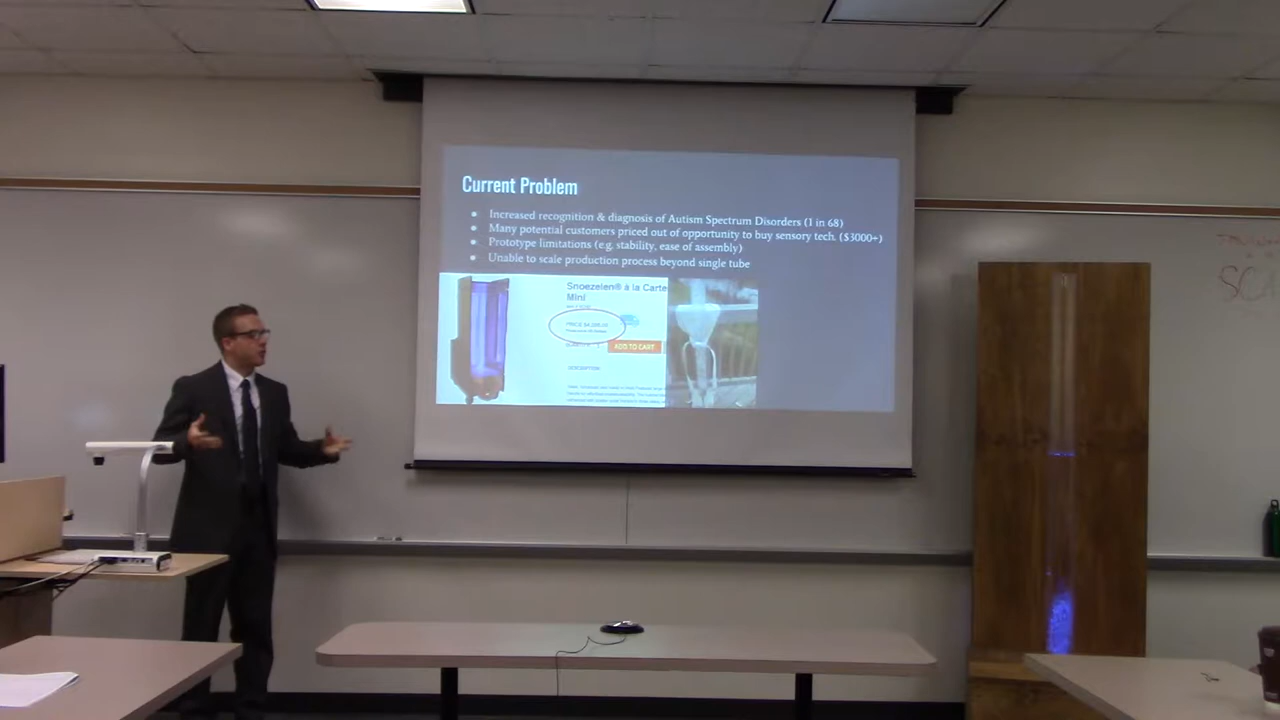 Current Problem
Increased recognition & diagnosis of Autism Spectrum Disorders (1 in 68)
Many potential customers priced out of opportunity to buy sensory tech. ($3000+)
Prototype limitations (e.g. stability, ease of assembly)
Unable to scale production process beyond single tube
Snoezelen® à la Carte
Mini
PRICE
ADD TO CART
DESCRIPTION